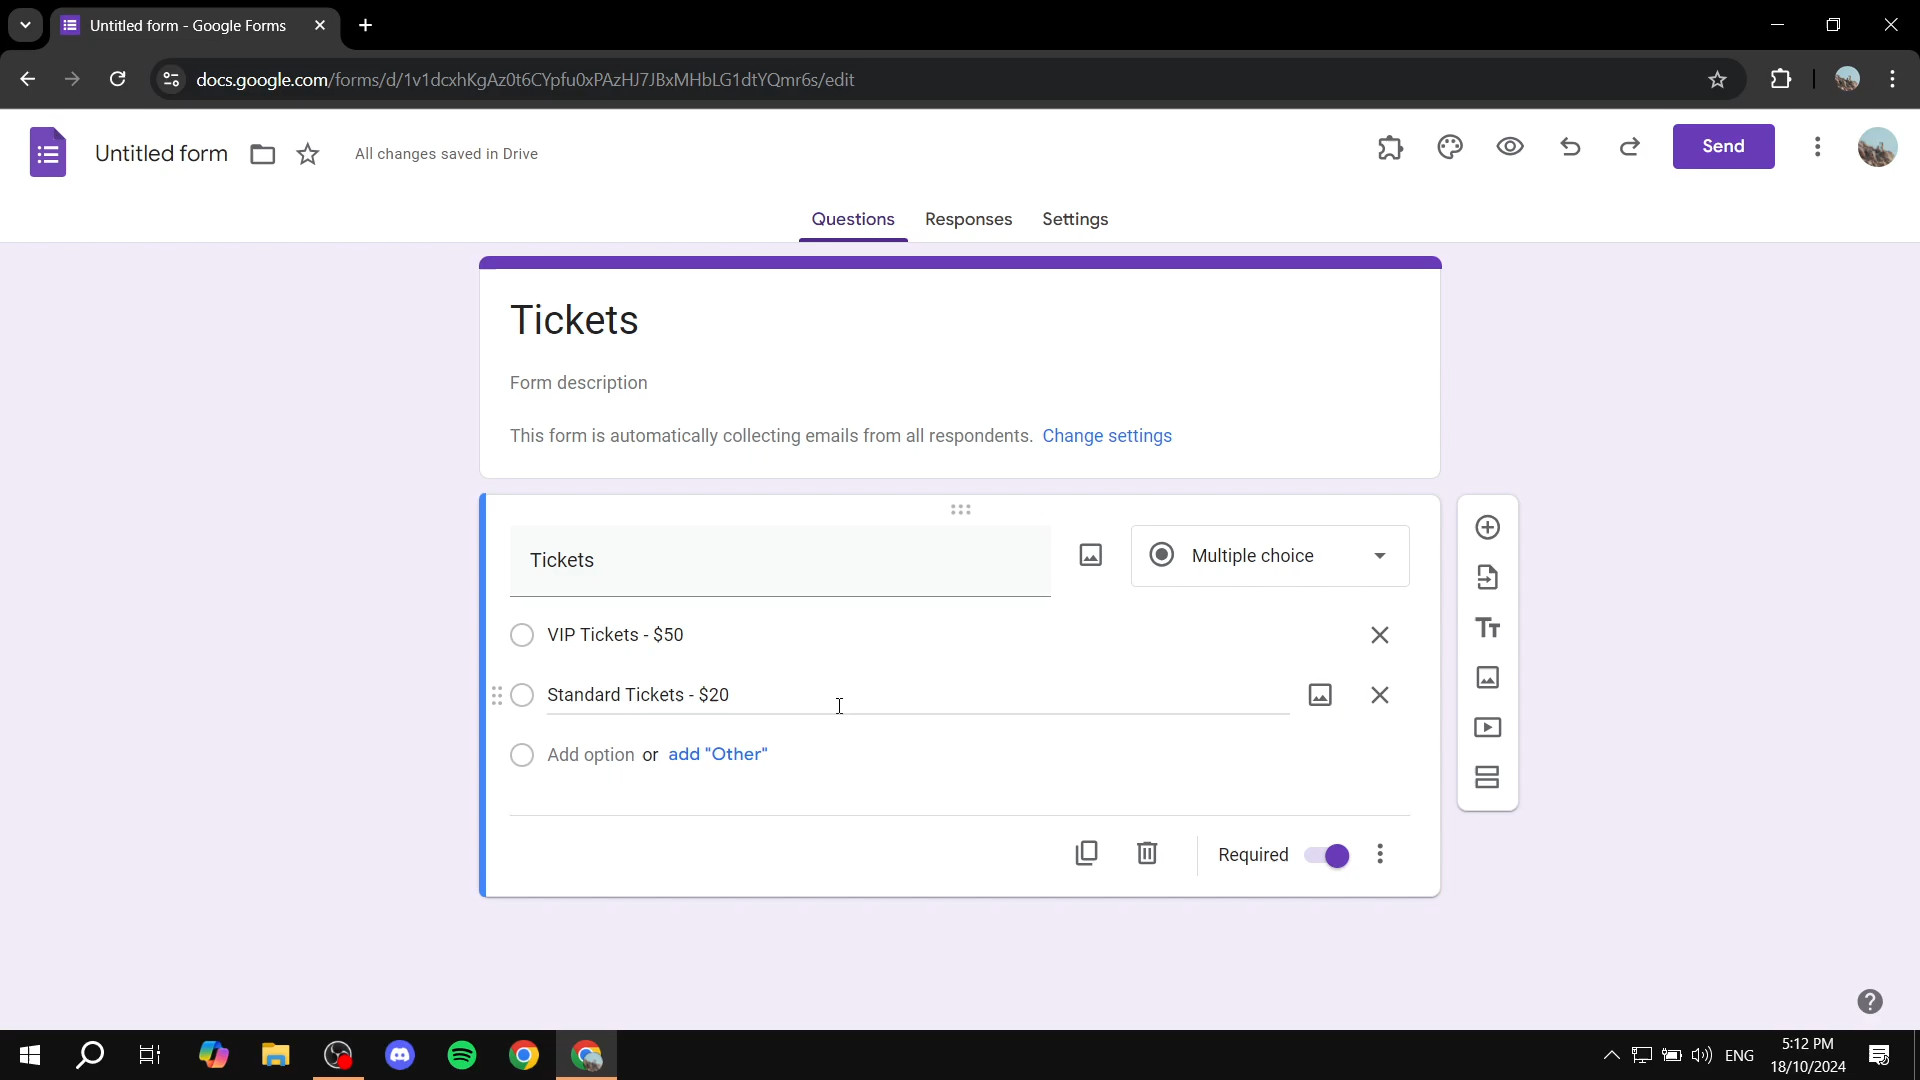 Untitled form - Google Forms
docs.google.com/forms/d/1v1dcxhKgAz0t6CYpfu0xPAzHJ7JBxMHbLG1dtYQmr6s/edit
Untitled form
All changes saved in Drive
Send
Questions
Responses
Settings
Tickets
Form description
This form is automatically collecting emails from all respondents. Change settings
Tickets
Multiple choice
VIP Tickets - $50
Standard Tickets - $20
Add option or add "Other"
Required
ENG
5:12 PM
18/10/2024